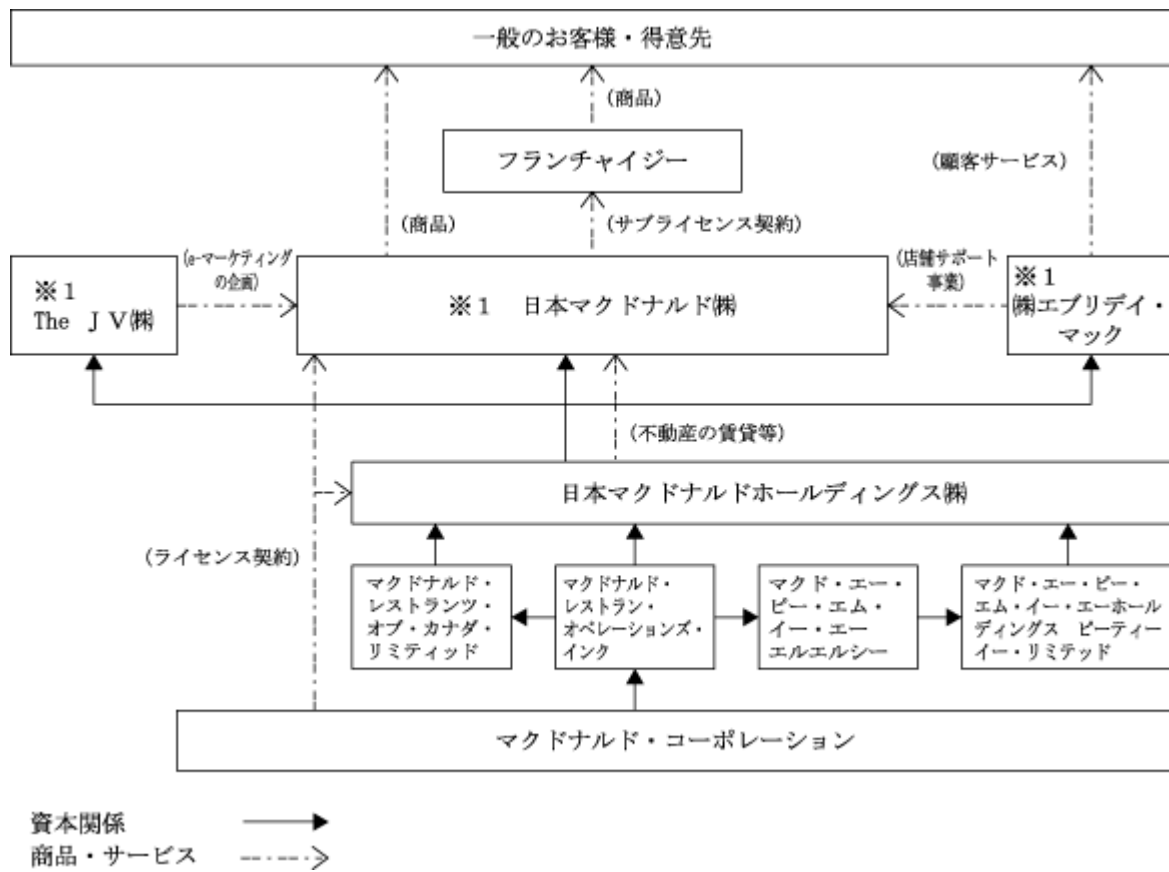 一般のお客様・得意先
(商品)
フランチャイジー
(顧客サービス)
(商品)
(サブライセンス契約)
※1
The JV㈱
(e-マーケティング
の企画)
※1 日本マクドナルド㈱
(店舗サポート
事業)
※1
㈱エブリデイ・
マック
(不動産の賃貸等)
日本マクドナルドホールディングス㈱
(ライセンス契約)
マクドナルド・
レストランツ・
オブ・カナダ・
リミティッド
マクドナルド・
レストラン・
オペレーションズ・
インク
マクド・エー・
ピー・エム・
イー・エー
エルエルシー
マクド・エー・ピー・
エム・イー・エーホール
ディングス ピーティー
イー・リミテッド
マクドナルド・コーポレーション
資本関係
商品・サービス